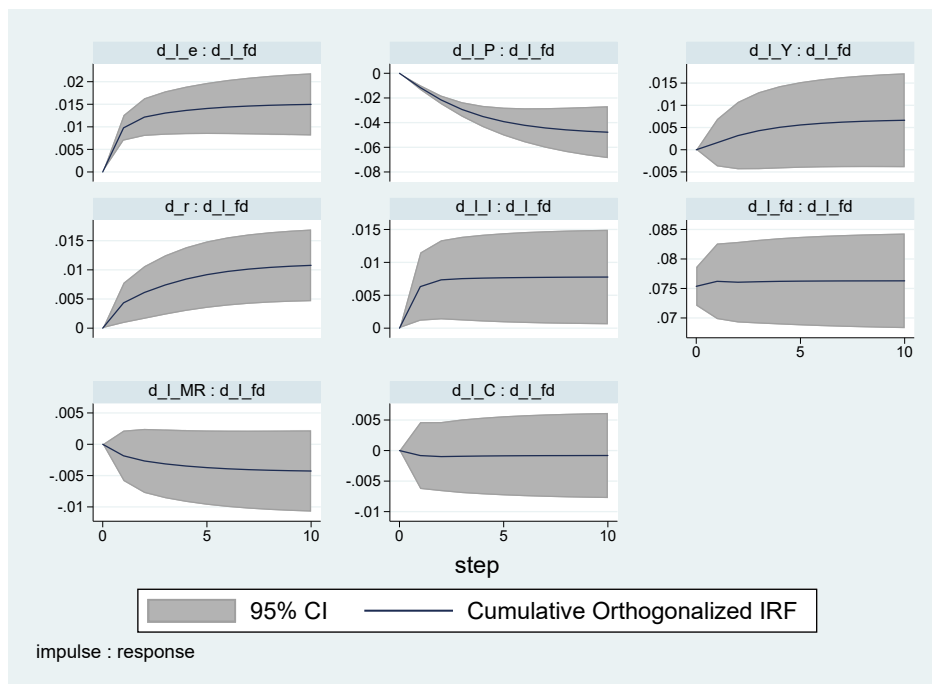 d_l_e : d_l_fd
.02
.015
.01
.005
0
d_l_P : d_l_fd
0
-.02
-.04
-.06
-.08
d_l_Y : d_l_fd
.015
.01
.005
0
-.005
d_r : d_l_fd
.015
.01
.005
0
d_l_I : d_l_fd
.015
.01
.005
0
d_l_fd : d_l_fd
.085
.08
.075
.07
0 5 10
d_l_MR : d_l_fd
.005
0
-.005
-.01
0 5 10
d_l_C : d_l_fd
.005
0
-.005
-.01
0 5 10
step
95% CI Cumulative Orthogonalized IRF
impulse : response